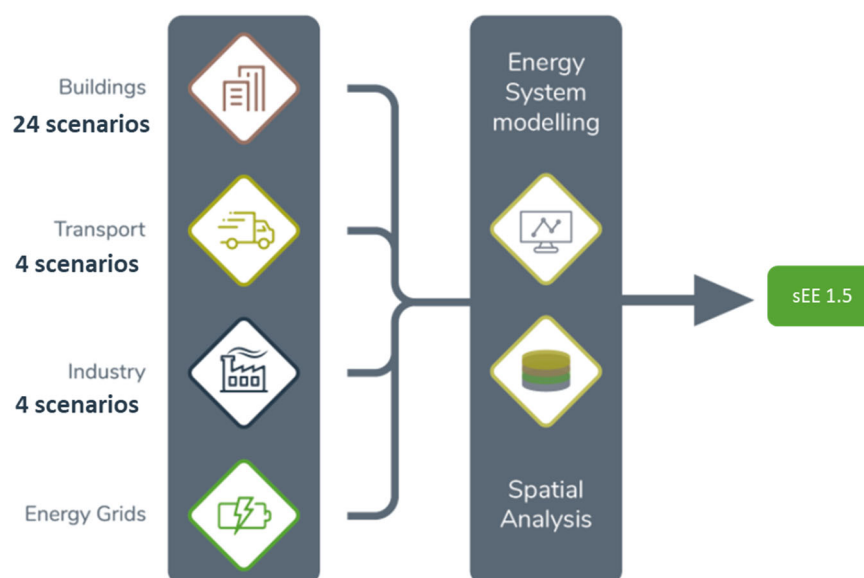 Buildings
24 scenarios
Transport
4 scenarios
Industry
4 scenarios
Energy Grids
Energy
System
modelling
Spatial
Analysis
sEE 1.5